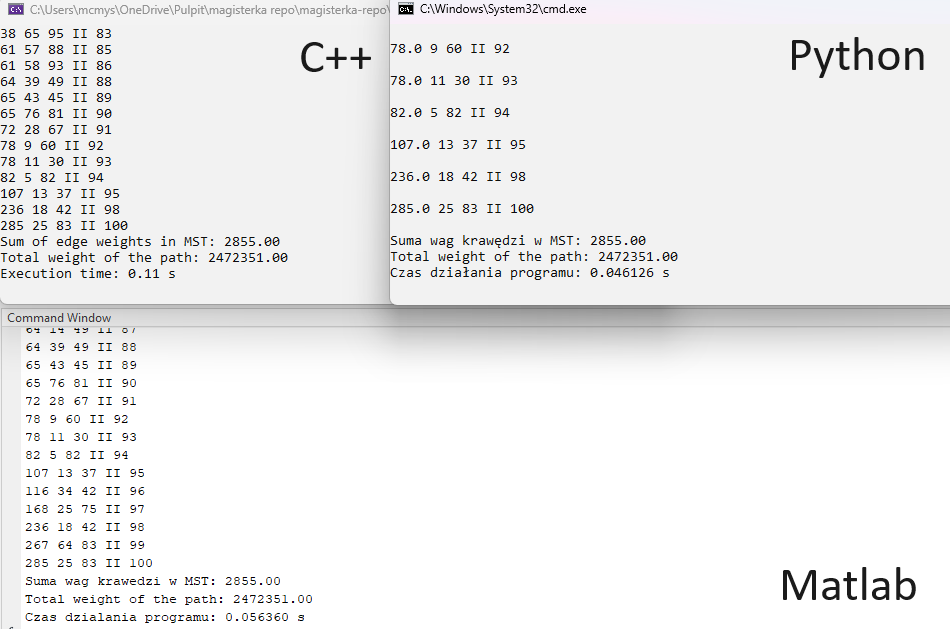 C:\Users\mcmys\OneDrive\Pulpit\magisterka repo\magisterka-repo\
38 65 95 II 83
61 57 88 II 85
61 58 93 II 86
64 39 49 II 88
65 43 45 II 89
65 76 81 II 90
72 28 67 II 91
78 9 60 II 92
78 11 30 II 93
82 5 82 II 94
107 13 37 II 95
236 18 42 II 98
285 25 83 II 100
Sum of edge weights in MST: 2855.00
Total weight of the path: 2472351.00
Execution time: 0.11 s
C++
C:\Windows\System32\cmd.exe
78.0 9 60 II 92
78.0 11 30 II 93
82.0 5 82 II 94
107.0 13 37 II 95
236.0 18 42 II 98
285.0 25 83 II 100
Suma wag krawędzi w MST: 2855.00
Total weight of the path: 2472351.00
Czas działania programu: 0.046126 s
Python
Command Window
64 14 49 II 87
64 39 49 II 88
65 43 45 II 89
65 76 81 II 90
72 28 67 II 91
78 9 60 II 92
78 11 30 II 93
82 5 82 II 94
107 13 37 II 95
116 34 42 II 96
168 25 75 II 97
236 18 42 II 98
267 64 83 II 99
285 25 83 II 100
Suma wag krawedzi w MST: 2855.00
Total weight of the path: 2472351.00
Czas dzialania programu: 0.056360 s
Matlab